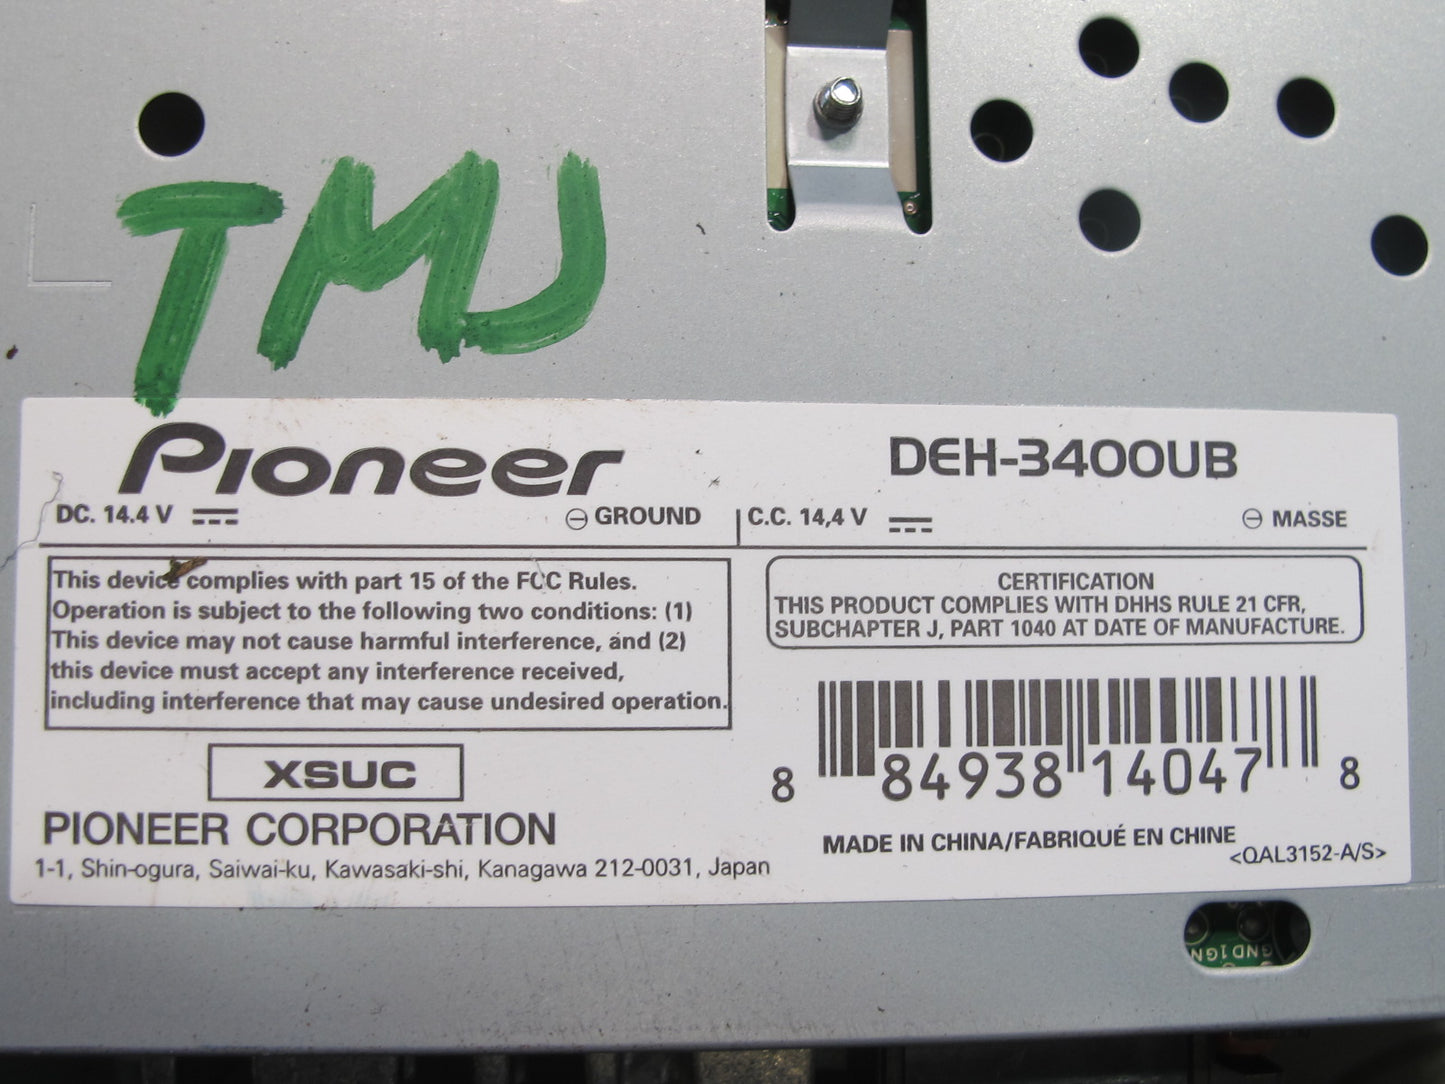 TMJ
Pioneer DEH-3400UB
DC. 14.4 V ⎓ ⊖ GROUND C.C. 14,4 V ⎓ ⊖ MASSE
This device complies with part 15 of the FCC Rules.
Operation is subject to the following two conditions: (1)
This device may not cause harmful interference, and (2)
this device must accept any interference received,
including interference that may cause undesired operation.
CERTIFICATION
THIS PRODUCT COMPLIES WITH DHHS RULE 21 CFR,
SUBCHAPTER J, PART 1040 AT DATE OF MANUFACTURE.
XSUC
8 84938 14047 8
PIONEER CORPORATION
1-1, Shin-ogura, Saiwai-ku, Kawasaki-shi, Kanagawa 212-0031, Japan
MADE IN CHINA/FABRIQUÉ EN CHINE
<QAL3152-A/S>
GND1GN